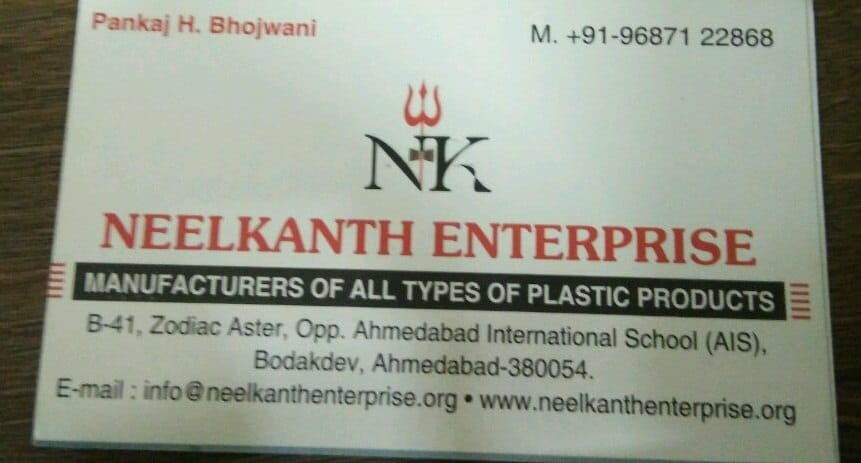 Pankaj H. Bhojwani
M. +91-96871 22868
NK
NEELKANTH ENTERPRISE
MANUFACTURERS OF ALL TYPES OF PLASTIC PRODUCTS
B-41, Zodiac Aster, Opp. Ahmedabad International School (AIS),
Bodakdev, Ahmedabad-380054.
E-mail : info@neelkanthenterprise.org • www.neelkanthenterprise.org